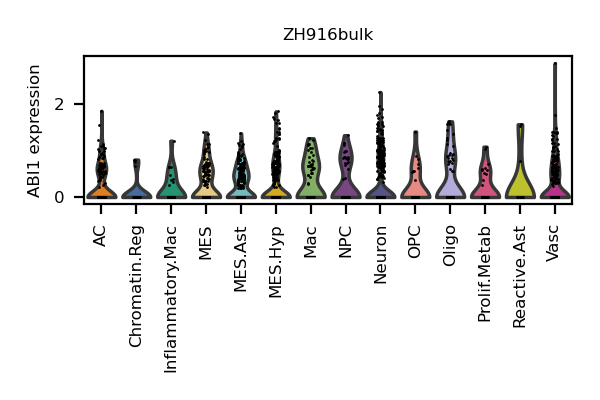 ZH916bulk
ABI1 expression
2
0
AC
Chromatin.Reg
Inflammatory.Mac
MES
MES.Ast
MES.Hyp
Mac
NPC
Neuron
OPC
Oligo
Prolif.Metab
Reactive.Ast
Vasc